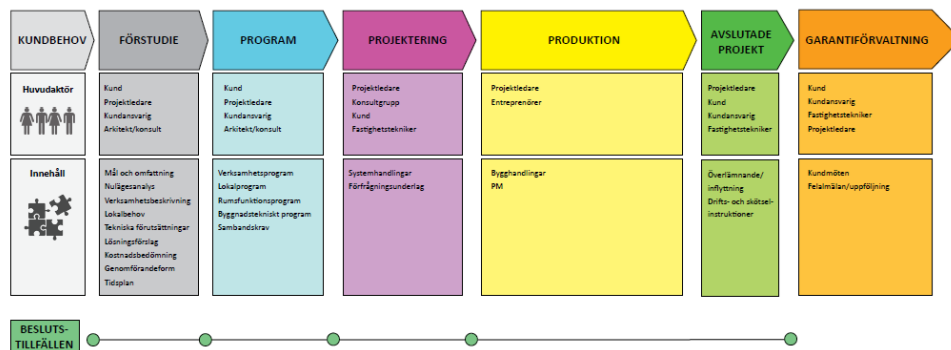 KUNDBEHOV
FÖRSTUDIE
PROGRAM
PROJEKTERING
PRODUKTION
AVSLUTADE
PROJEKT
GARANTIFÖRVALTNING
Huvudaktör
Kund
Projektledare
Kundansvarig
Arkitekt/konsult
Kund
Projektledare
Kundansvarig
Arkitekt/konsult
Projektledare
Konsultgrupp
Kund
Fastighetstekniker
Projektledare
Entreprenörer
Projektledare
Kund
Kundansvarig
Fastighetstekniker
Kund
Kundansvarig
Fastighetstekniker
Projektledare
Innehåll
Mål och omfattning
Nulägesanalys
Verksamhetsbeskrivning
Lokalbehov
Tekniska förutsättningar
Lösningsförslag
Kostnadsbedömning
Genomförandeform
Tidsplan
Verksamhetsprogram
Lokalprogram
Rumsfunktionsprogram
Byggnadstekniskt program
Sambandskrav
Systemhandlingar
Förfrågningsunderlag
Bygghandlingar
PM
Överlämnande/
inflyttning
Drifts- och skötsel-
instruktioner
Kundmöten
Felalmälan/uppföljning
BESLUTS-
TILLFÄLLEN